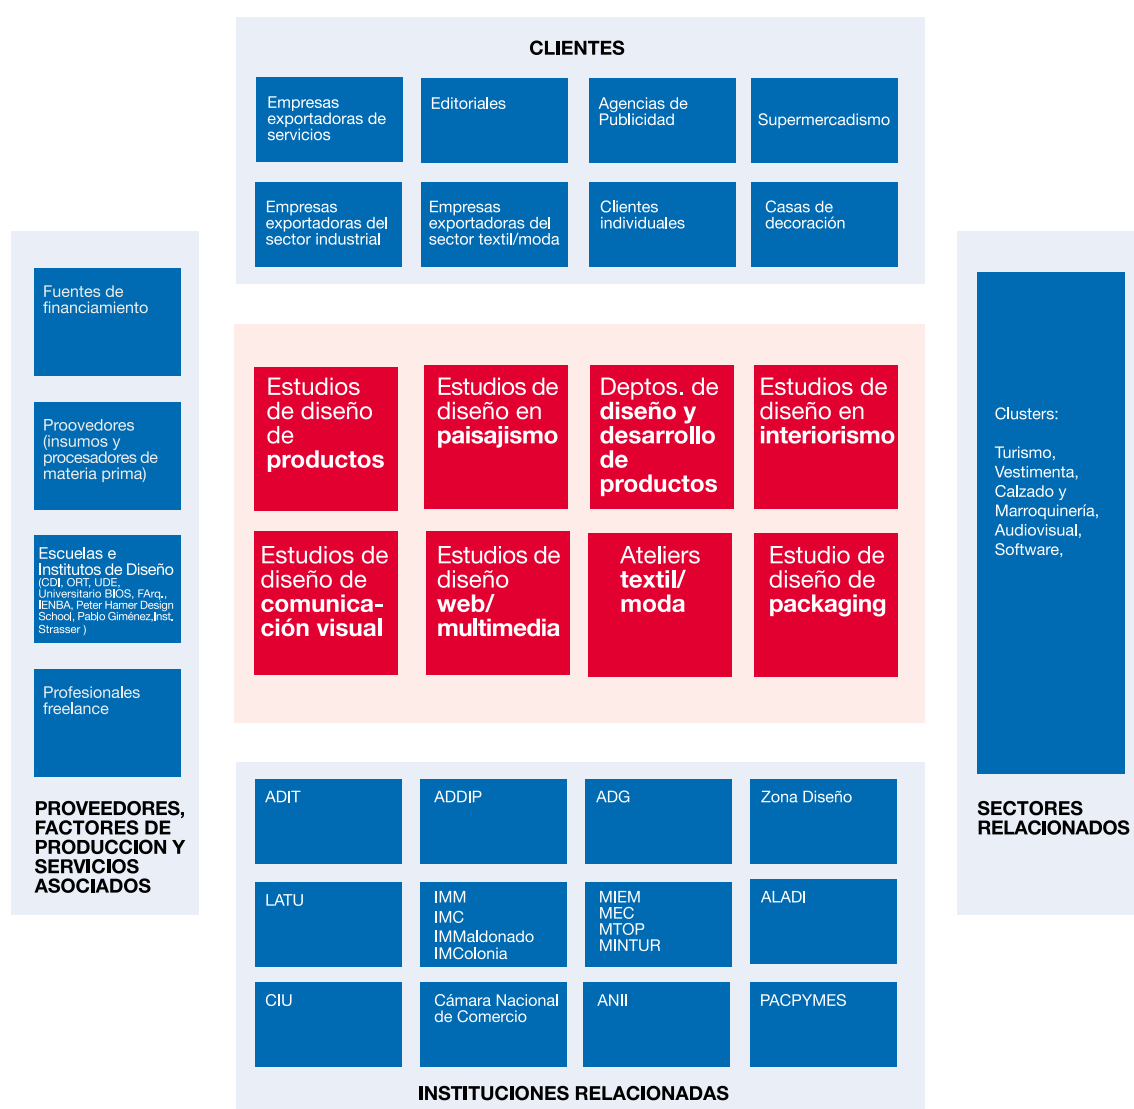 CLIENTES
Empresas
exportadoras de
servicios
Editoriales
Agencias de
Publicidad
Supermercadismo
Empresas
exportadoras del
sector industrial
Empresas
exportadoras del
sector textil/moda
Clientes
individuales
Casas de
decoración
Fuentes de
financiamiento
Proovedores
(insumos y
procesadores de
materia prima)
Escuelas e
Institutos de Diseño
(CDI, ORT, UDE,
Universitario BIOS, FArq.,
IENBA, Peter Hamer Design
School, Pablo Giménez,Inst.
Strasser )
Profesionales
freelance
PROVEEDORES,
FACTORES DE
PRODUCCION Y
SERVICIOS
ASOCIADOS
Estudios
de diseño
de
productos
Estudios de
diseño en
paisajismo
Deptos. de
diseño y
desarrollo
de
productos
Estudios de
diseño en
interiorismo
Estudios de
diseño de
comunica-
ción visual
Estudios de
diseño
web/
multimedia
Ateliers
textil/
moda
Estudio de
diseño de
packaging
Clusters:
Turismo,
Vestimenta,
Calzado y
Marroquinería,
Audiovisual,
Software,
SECTORES
RELACIONADOS
ADIT
ADDIP
ADG
Zona Diseño
LATU
IMM
IMC
IMMaldonado
IMColonia
MIEM
MEC
MTOP
MINTUR
ALADI
CIU
Cámara Nacional
de Comercio
ANII
PACPYMES
INSTITUCIONES RELACIONADAS